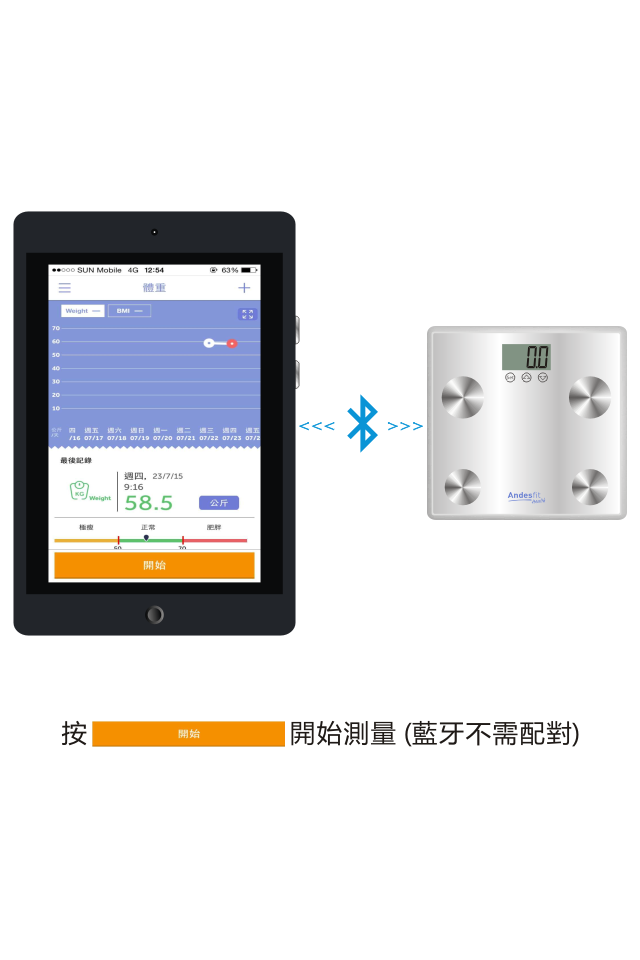 SUN Mobile 4G 12:54 63%
體重
Weight BMI
70
60
50
40
30
20
10
四 週五 週六 週日 週一 週二 週三 週四 週五
/16 07/17 07/18 07/19 07/20 07/21 07/22 07/23 07/2
最後記錄
週四, 23/7/15
9:16
KG Weight 58.5 公斤
極瘦 正常 肥胖
50 70
開始
0.0
Set
Andesfit
Health
按 開始 開始測量 (藍牙不需配對)